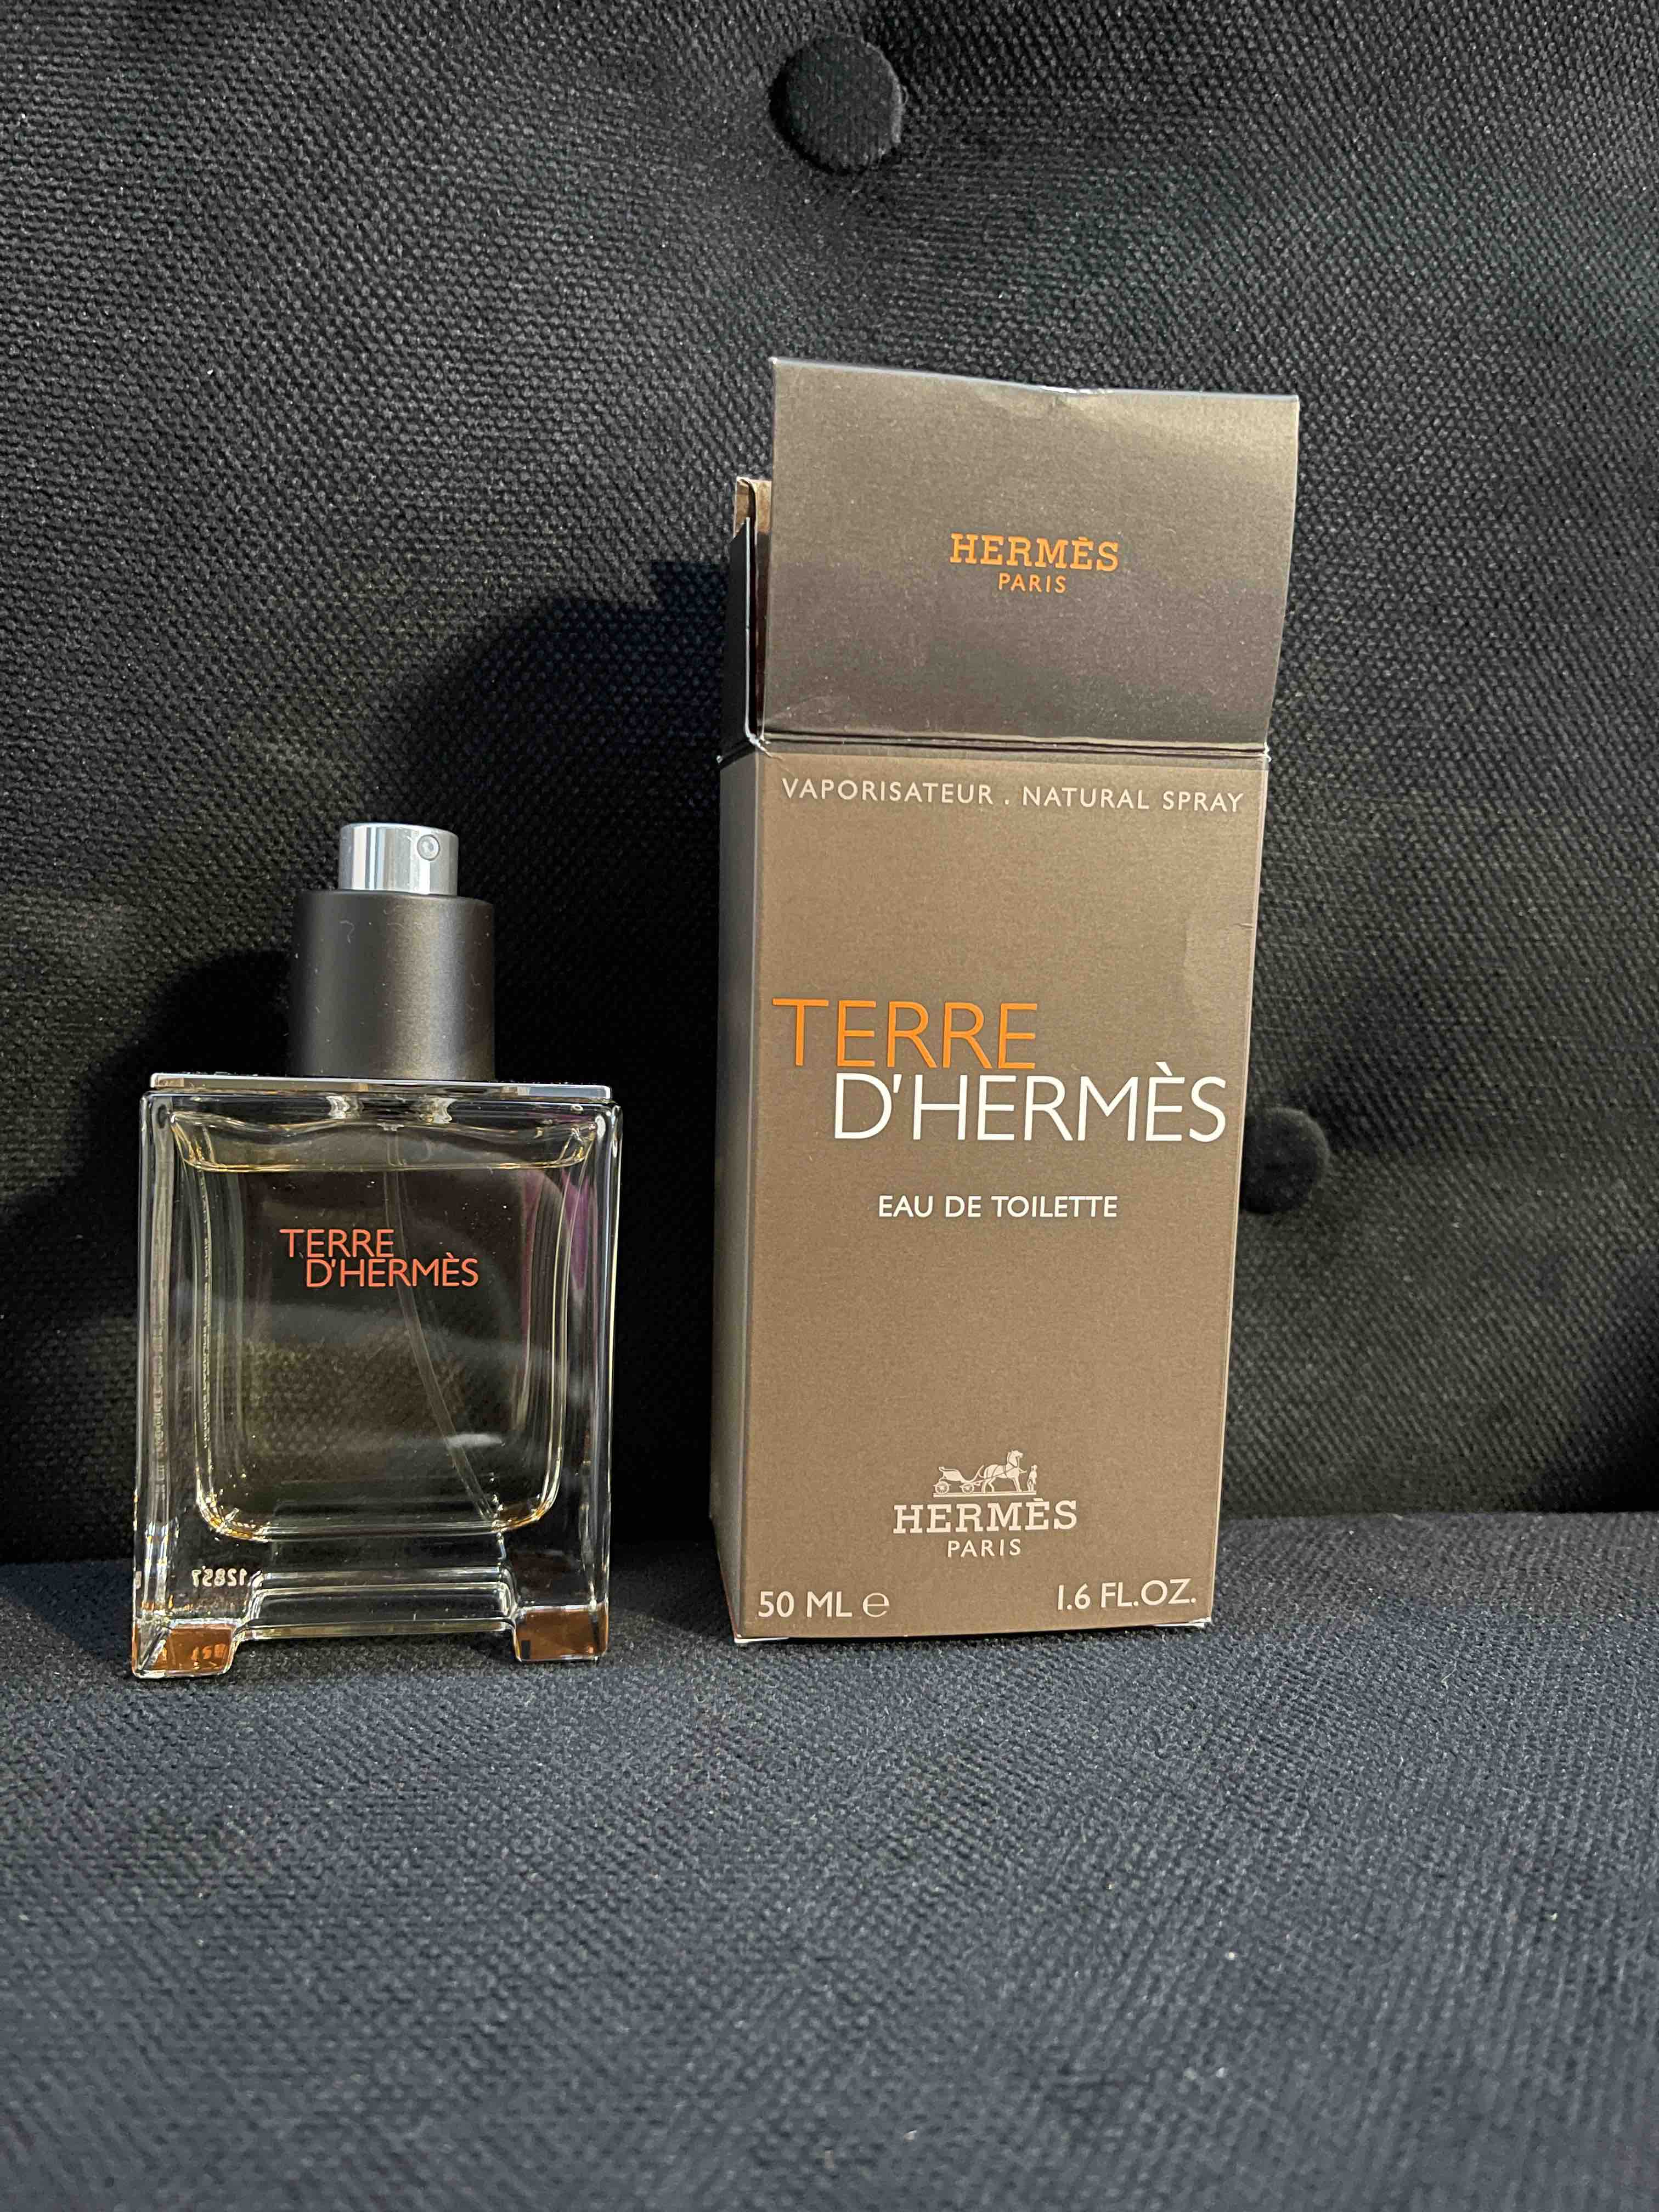 HERMÈS
PARIS
VAPORISATEUR . NATURAL SPRAY
TERRE
D'HERMÈS
EAU DE TOILETTE
HERMÈS
PARIS
50 ML e
1.6 FL.OZ.
TERRE
D'HERMÈS
12857